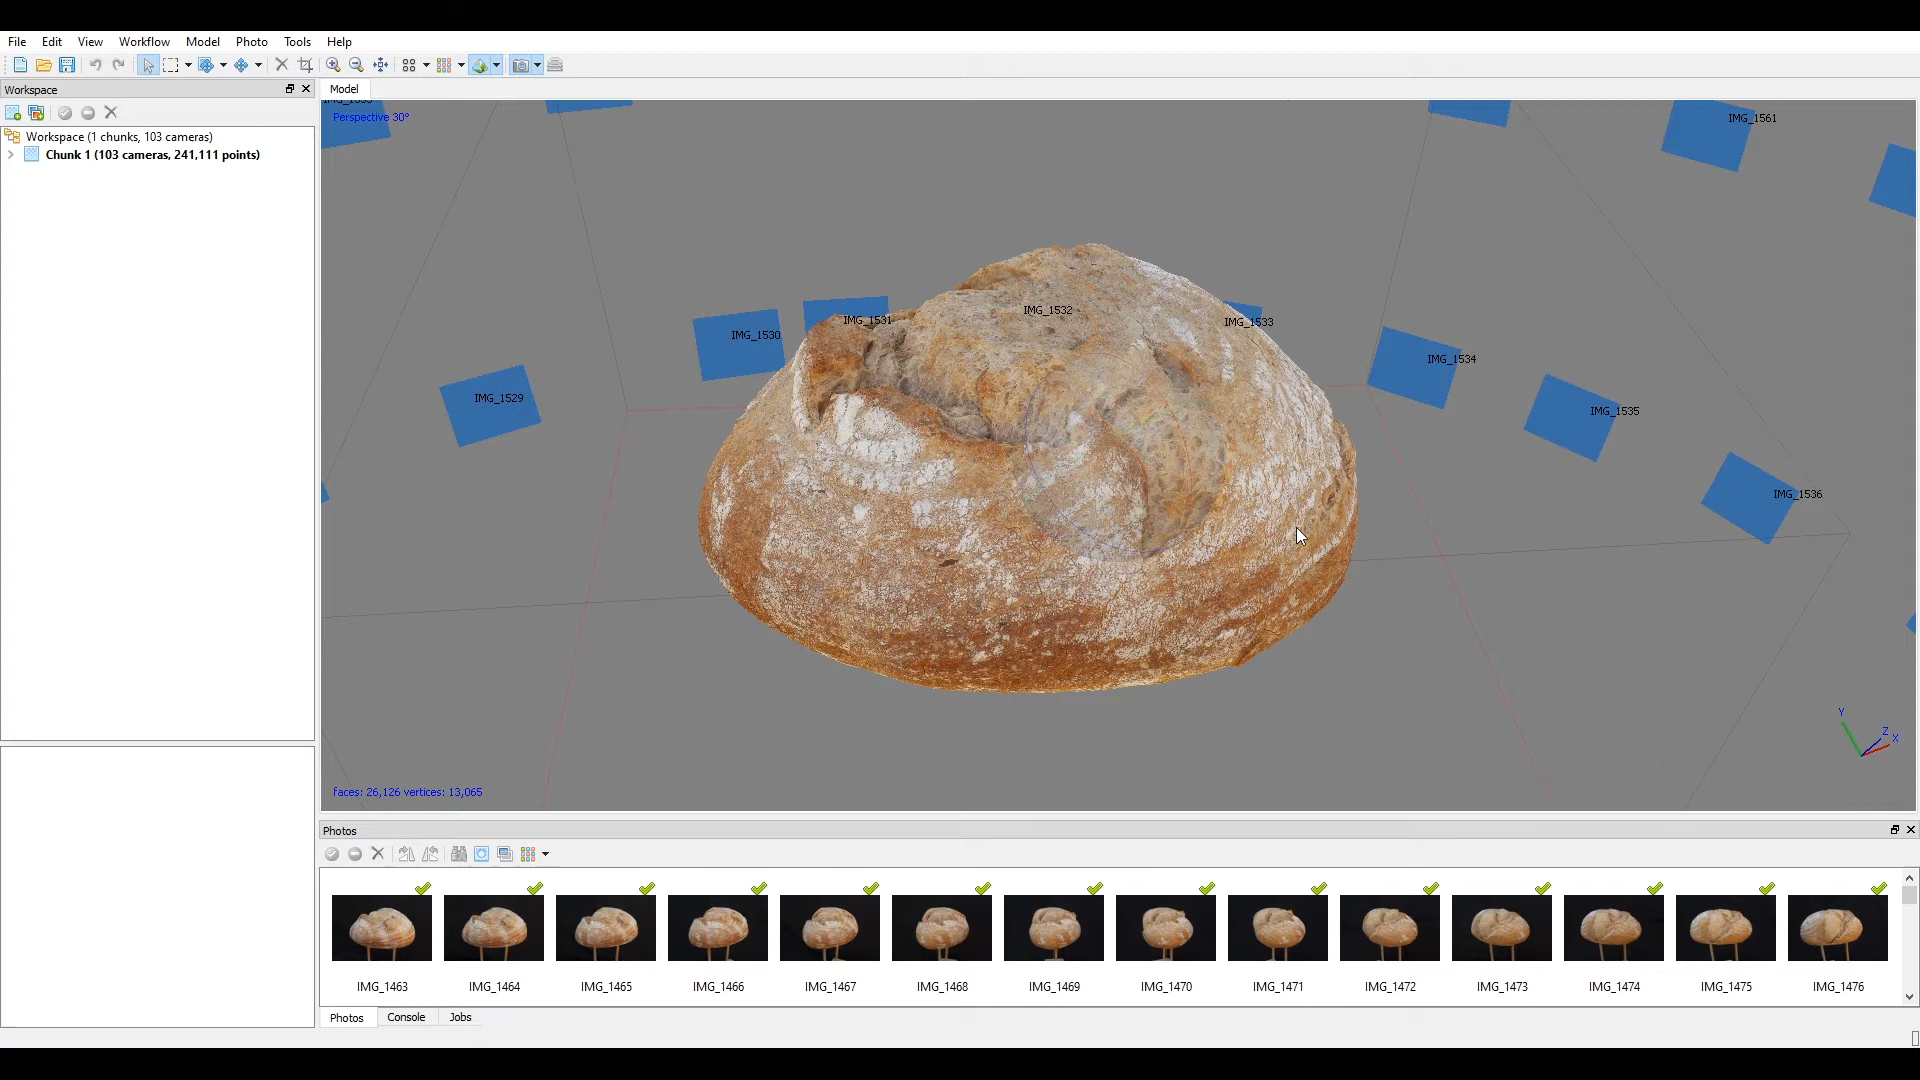 File Edit View Workflow Model Photo Tools Help
Workspace
Model
Workspace (1 chunks, 103 cameras)
Chunk 1 (103 cameras, 241,111 points)
Perspective 30°
IMG_1561
IMG_1532
IMG_1531
IMG_1533
IMG_1530
IMG_1534
IMG_1529
IMG_1535
IMG_1536
Y
Z
X
faces: 26,126 vertices: 13,065
Photos
IMG_1463 IMG_1464 IMG_1465 IMG_1466 IMG_1467 IMG_1468 IMG_1469 IMG_1470 IMG_1471 IMG_1472 IMG_1473 IMG_1474 IMG_1475 IMG_1476
Photos Console Jobs